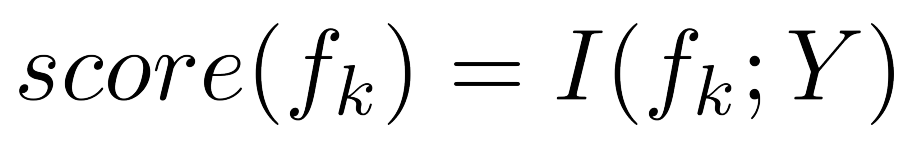 score(f_k) = I(f_k; Y)